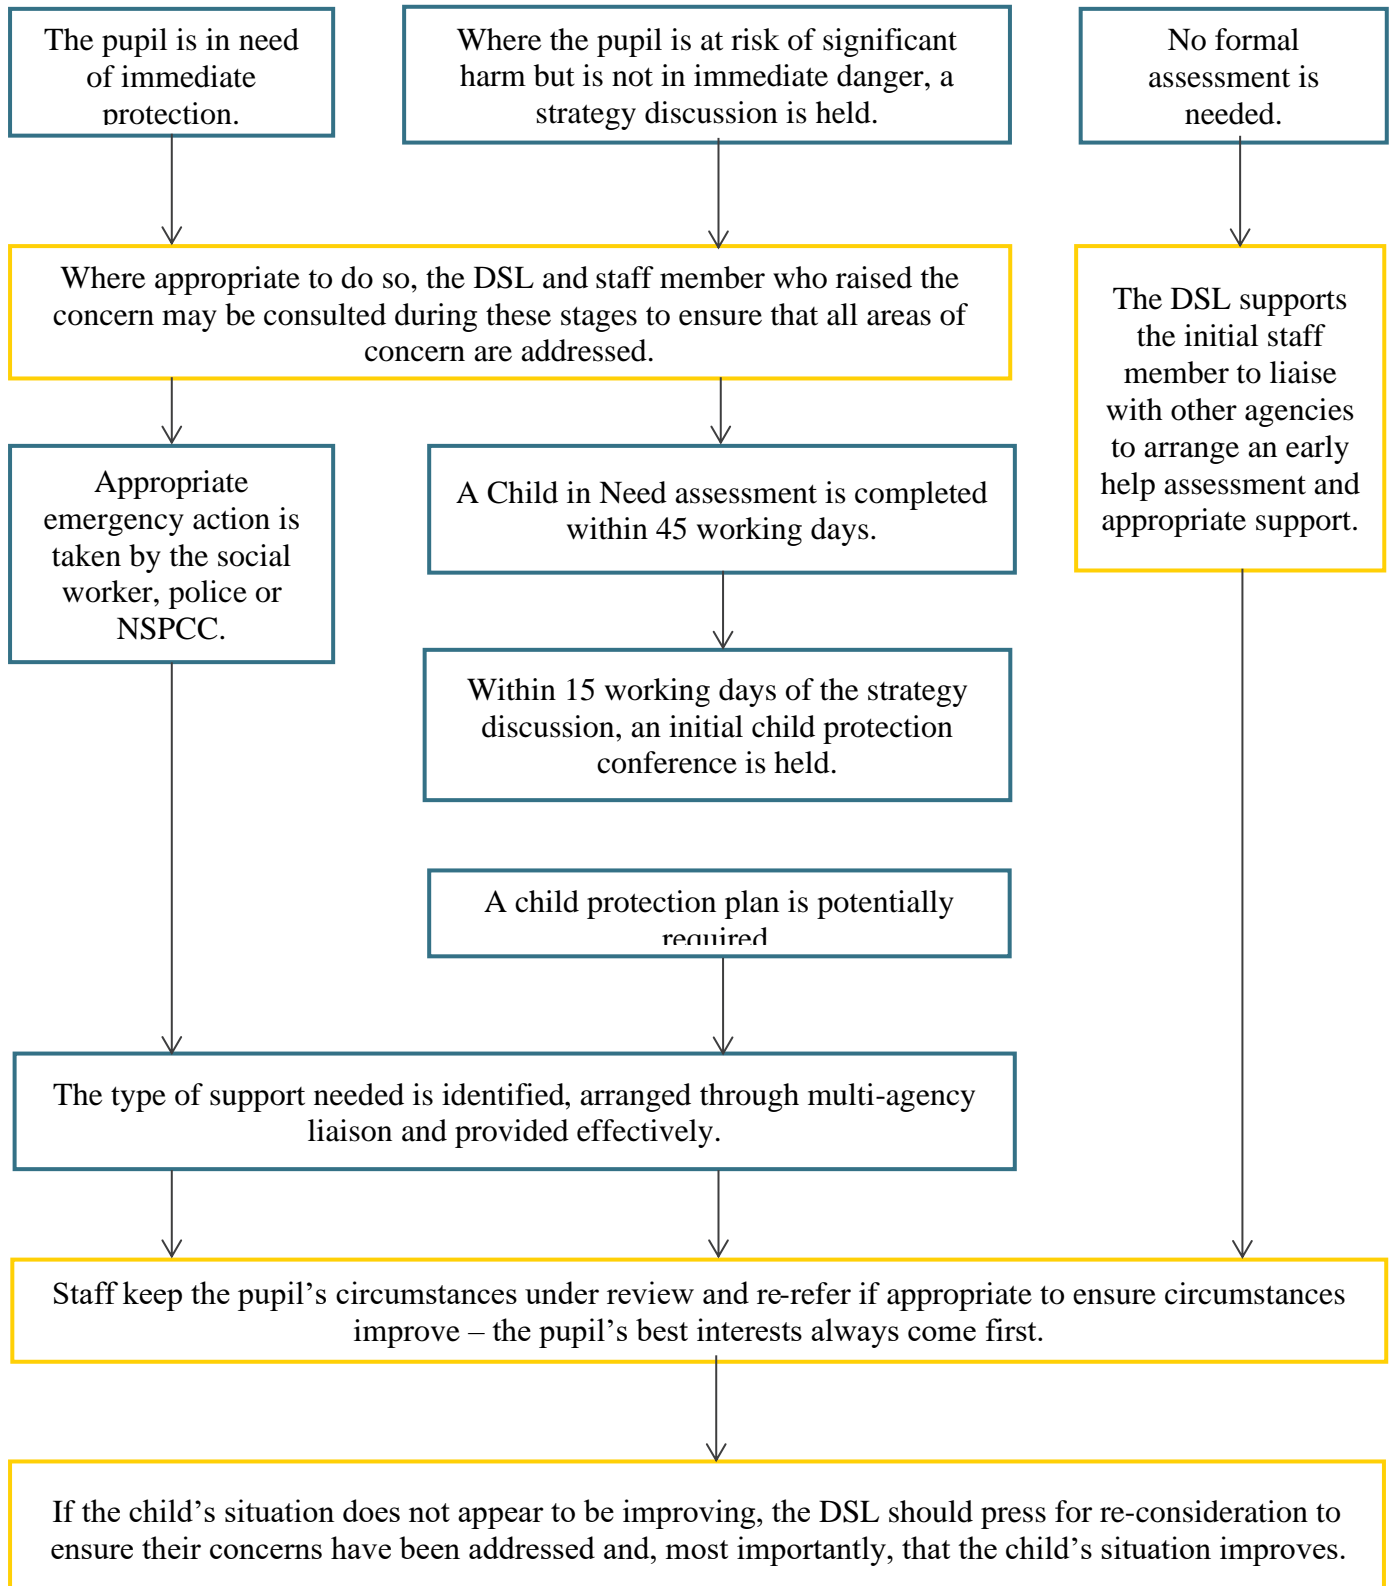 The pupil is in need
of immediate
protection.
Where the pupil is at risk of significant
harm but is not in immediate danger, a
strategy discussion is held.
No formal
assessment is
needed.
Where appropriate to do so, the DSL and staff member who raised the
concern may be consulted during these stages to ensure that all areas of
concern are addressed.
The DSL supports
the initial staff
member to liaise
with other agencies
to arrange an early
help assessment and
appropriate support.
Appropriate
emergency action is
taken by the social
worker, police or
NSPCC.
A Child in Need assessment is completed
within 45 working days.
Within 15 working days of the strategy
discussion, an initial child protection
conference is held.
A child protection plan is potentially
required
The type of support needed is identified, arranged through multi-agency
liaison and provided effectively.
Staff keep the pupil’s circumstances under review and re-refer if appropriate to ensure circumstances
improve – the pupil’s best interests always come first.
If the child’s situation does not appear to be improving, the DSL should press for re-consideration to
ensure their concerns have been addressed and, most importantly, that the child’s situation improves.